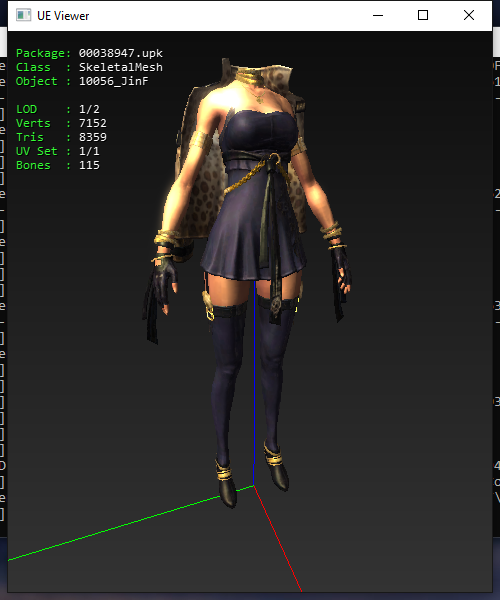 UE Viewer
Package: 00038947.upk
Class : SkeletalMesh
Object : 10056_JinF
LOD : 1/2
Verts : 7152
Tris : 8359
UV Set : 1/1
Bones : 115